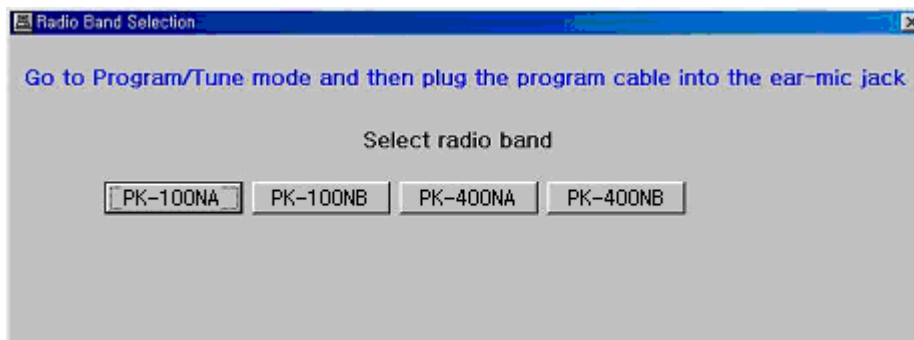 Radio Band Selection
Go to Program/Tune mode and then plug the program cable into the ear-mic jack
Select radio band
PK-100NA PK-100NB PK-400NA PK-400NB